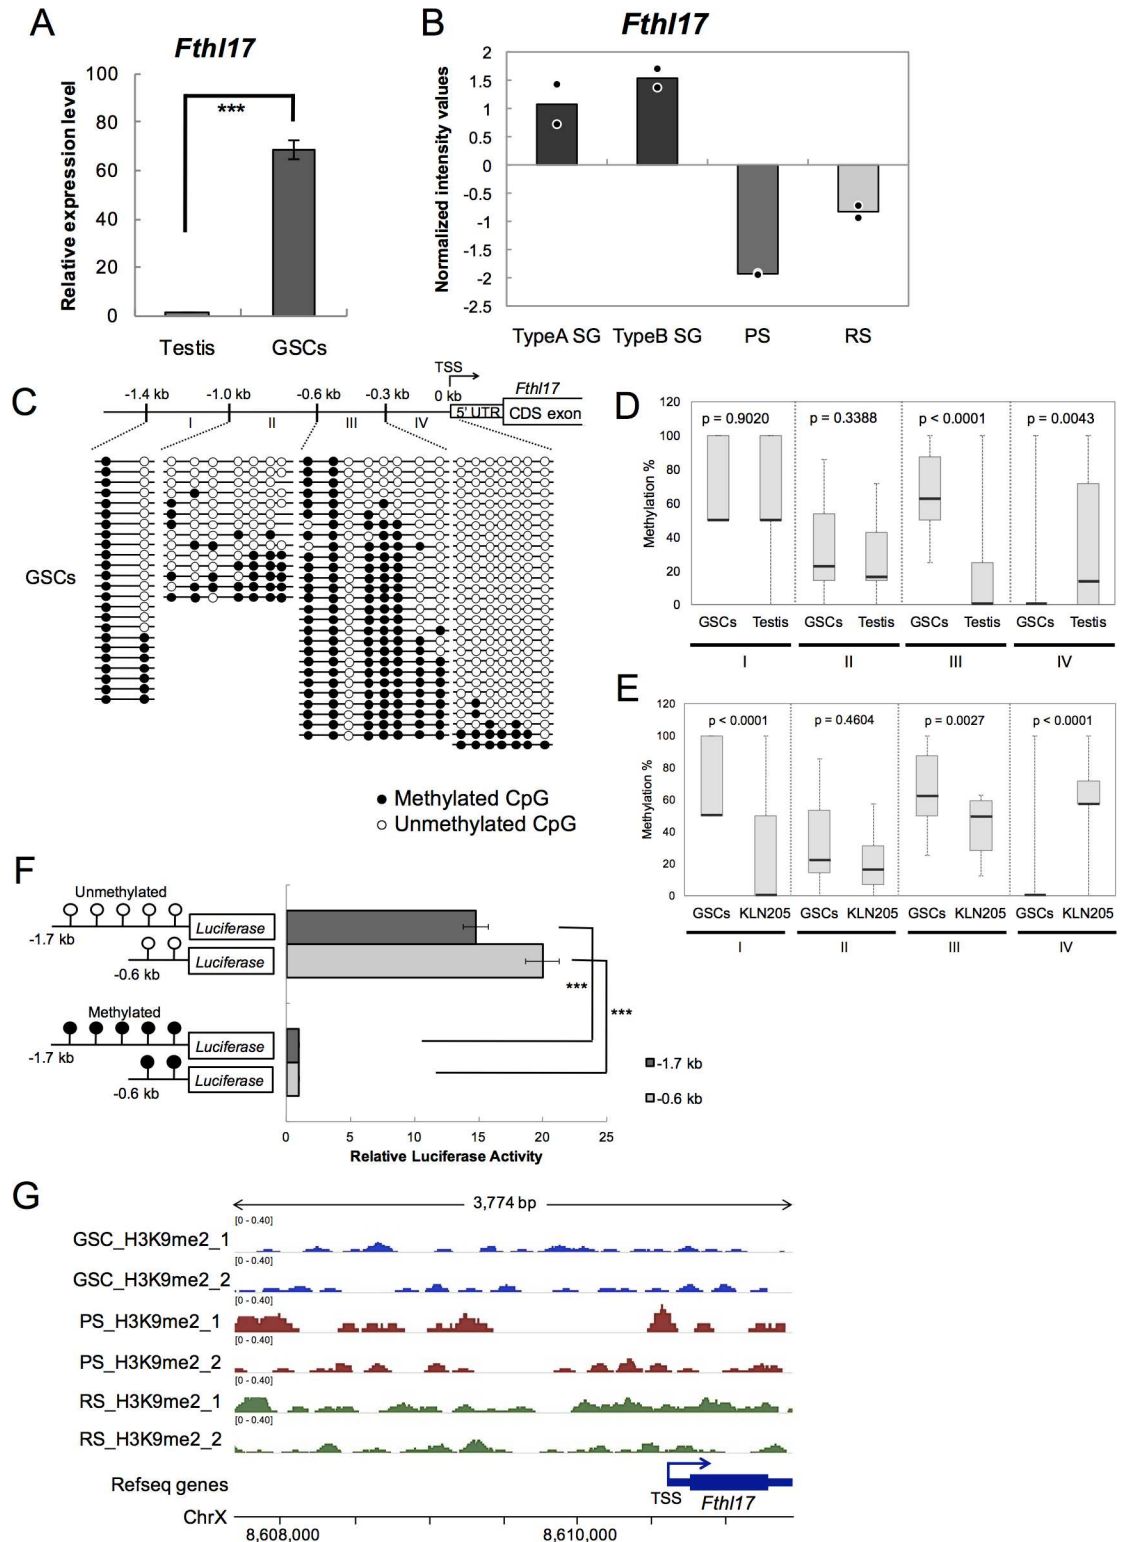 A
Fthl17
Relative expression level
100
80
60
40
20
0
***
Testis
GSCs
B
Fthl17
Normalized intensity values
2
1.5
1
0.5
0
-0.5
-1
-1.5
-2
-2.5
TypeA SG
TypeB SG
PS
RS
C
TSS
-1.4 kb
-1.0 kb
-0.6 kb
-0.3 kb
0 kb
Fthl17
I
II
III
IV
5' UTR
CDS exon
GSCs
Methylated CpG
Unmethylated CpG
D
Methylation %
120
100
80
60
40
20
0
p = 0.9020
p = 0.3388
p < 0.0001
p = 0.0043
GSCs Testis
GSCs Testis
GSCs Testis
GSCs Testis
I
II
III
IV
E
Methylation %
120
100
80
60
40
20
0
p < 0.0001
p = 0.4604
p = 0.0027
p < 0.0001
GSCs KLN205
GSCs KLN205
GSCs KLN205
GSCs KLN205
I
II
III
IV
F
Unmethylated
-1.7 kb
Luciferase
-0.6 kb
Luciferase
Methylated
-1.7 kb
Luciferase
-0.6 kb
Luciferase
***
***
-1.7 kb
-0.6 kb
0
5
10
15
20
25
Relative Luciferase Activity
G
3,774 bp
[0 - 0.40]
GSC_H3K9me2_1
[0 - 0.40]
GSC_H3K9me2_2
[0 - 0.40]
PS_H3K9me2_1
[0 - 0.40]
PS_H3K9me2_2
[0 - 0.40]
RS_H3K9me2_1
[0 - 0.40]
RS_H3K9me2_2
Refseq genes
TSS
Fthl17
ChrX
8,608,000
8,610,000